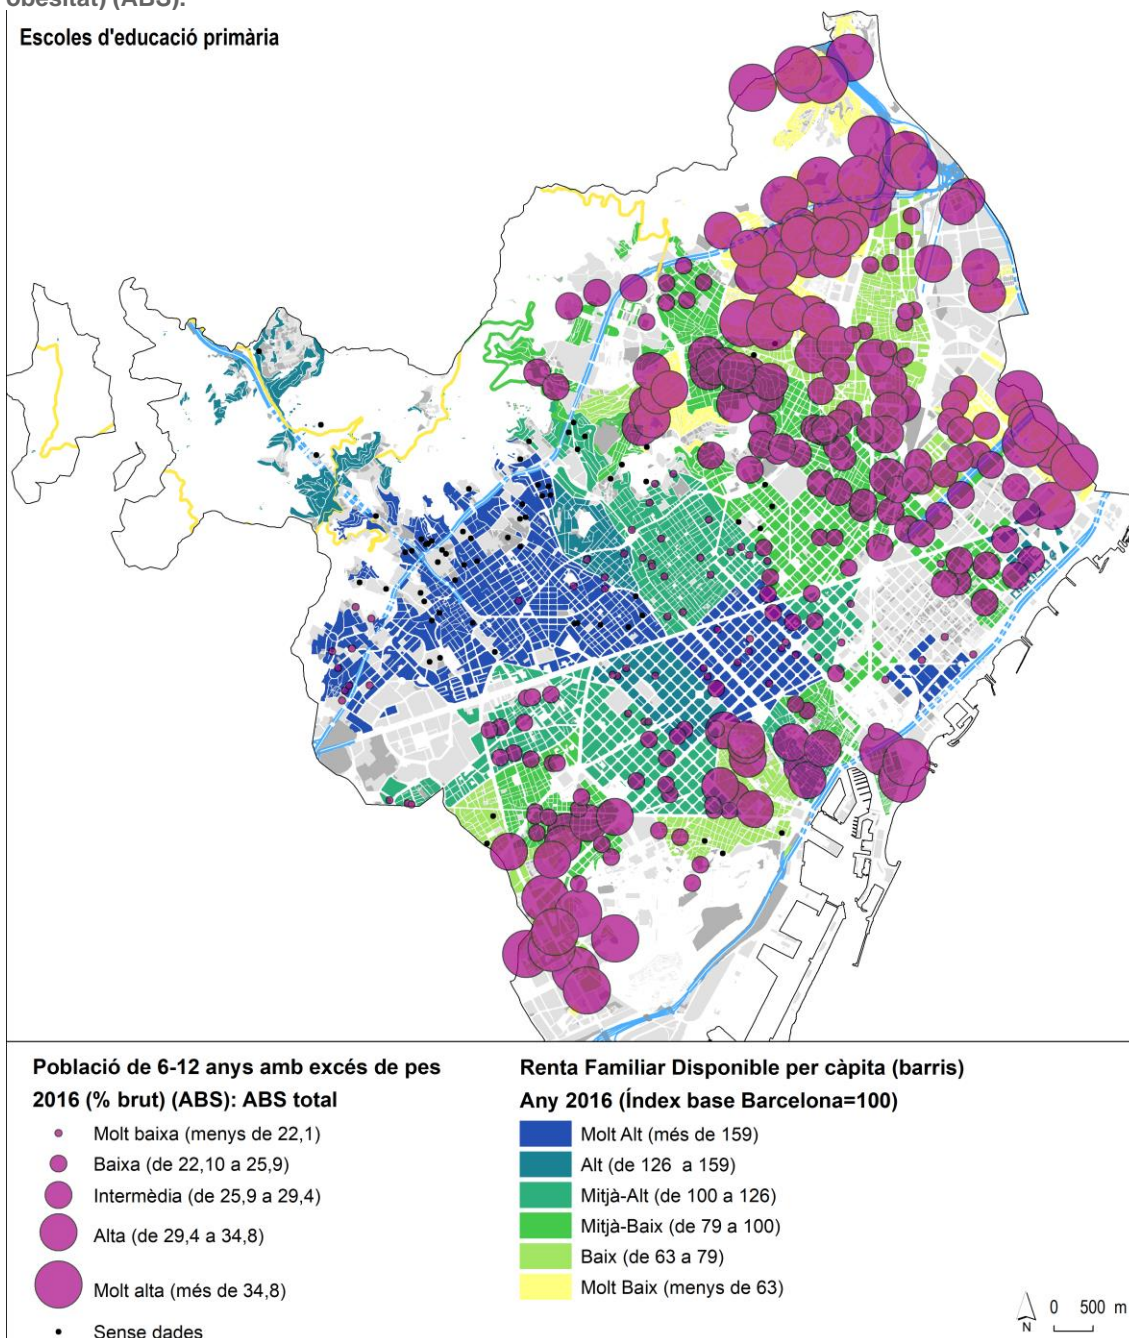 obesitat) (ABS).
Escoles d'educació primària
Població de 6-12 anys amb excés de pes
2016 (% brut) (ABS): ABS total
Molt baixa (menys de 22,1)
Baixa (de 22,10 a 25,9)
Intermèdia (de 25,9 a 29,4)
Alta (de 29,4 a 34,8)
Molt alta (més de 34,8)
Sense dades
Renta Familiar Disponible per càpita (barris)
Any 2016 (Índex base Barcelona=100)
Molt Alt (més de 159)
Alt (de 126 a 159)
Mitjà-Alt (de 100 a 126)
Mitjà-Baix (de 79 a 100)
Baix (de 63 a 79)
Molt Baix (menys de 63)
N
0 500 m